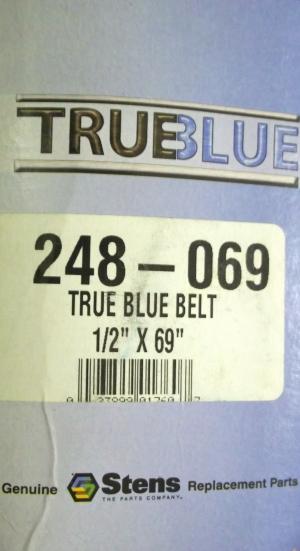 TRUEBLUE
248-069
TRUE BLUE BELT
1/2" X 69"
Genuine Stens Replacement Parts
THE PARTS COMPANY.